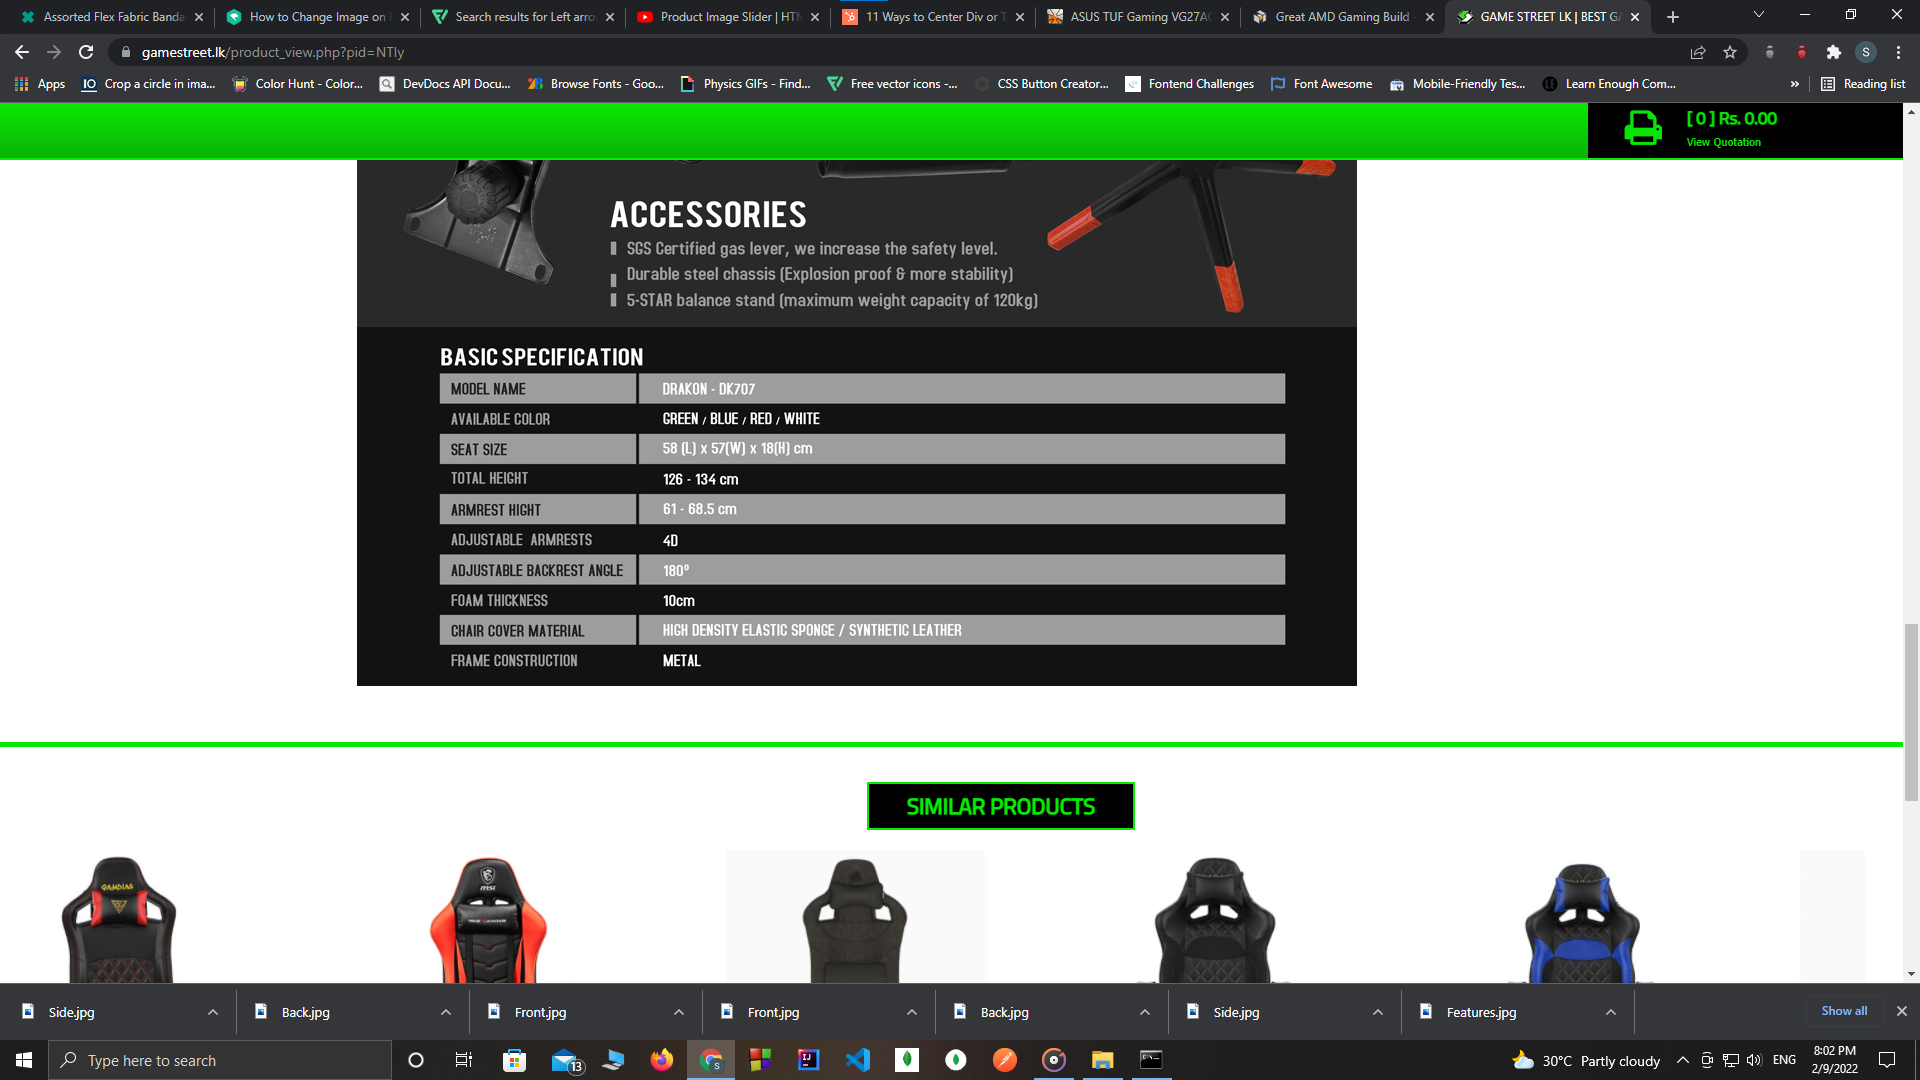 Assorted Flex Fabric Banda
How to Change Image on
Search results for Left arro
Product Image Slider | HTM
11 Ways to Center Div or T
ASUS TUF Gaming VG27AQ
Great AMD Gaming Build
GAME STREET LK | BEST GA
gamestreet.lk/product_view.php?pid=NTIy
S
Apps
Crop a circle in ima...
Color Hunt - Color...
DevDocs API Docu...
Browse Fonts - Goo...
Physics GIFs - Find...
Free vector icons -...
CSS Button Creator...
Fontend Challenges
Font Awesome
Mobile-Friendly Tes...
Learn Enough Com...
»
Reading list
[ 0 ] Rs. 0.00
View Quotation
ACCESSORIES
SGS Certified gas lever, we increase the safety level.
Durable steel chassis (Explosion proof & more stability)
5-STAR balance stand (maximum weight capacity of 120kg)
BASIC SPECIFICATION
MODEL NAME DRAKON - DK707
AVAILABLE COLOR GREEN / BLUE / RED / WHITE
SEAT SIZE 58 (L) x 57(W) x 18(H) cm
TOTAL HEIGHT 126 - 134 cm
ARMREST HIGHT 61 - 68.5 cm
ADJUSTABLE ARMRESTS 4D
ADJUSTABLE BACKREST ANGLE 180º
FOAM THICKNESS 10cm
CHAIR COVER MATERIAL HIGH DENSITY ELASTIC SPONGE / SYNTHETIC LEATHER
FRAME CONSTRUCTION METAL
SIMILAR PRODUCTS
GAMDIAS
msi
Side.jpg
Back.jpg
Front.jpg
Front.jpg
Back.jpg
Side.jpg
Features.jpg
Show all
Type here to search
13
30°C Partly cloudy
ENG
8:02 PM
2/9/2022